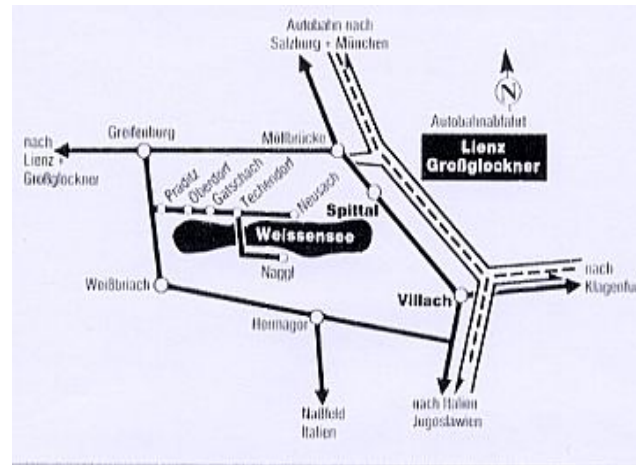 Autobahn nach
Salzburg + München
N
Autobahnabfahrt
Lienz
Großglockner
Greifenburg
Möllbrücke
nach
Lienz +
Großglockner
Praditz
Oberdorf
Gatschach
Techendorf
Neusach
Spittal
Weissensee
Naggl
Weißbriach
Villach
nach
Klagenfu
Hermagor
Naßfeld
Italien
nach Italien
Jugoslawien